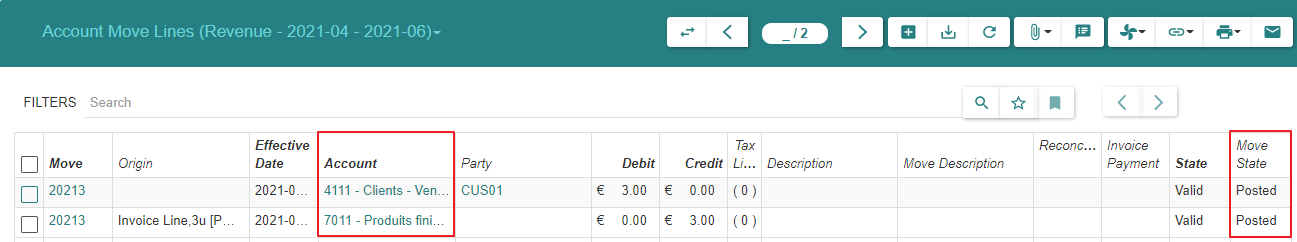 Account Move Lines (Revenue - 2021-04 - 2021-06)
_ / 2
FILTERS Search
Move Origin Effective Date Account Party Debit Credit Tax Li... Description Move Description Reconc... Invoice Payment State Move State
20213 2021-0... 4111 - Clients - Ven... CUS01 € 3.00 € 0.00 ( 0 ) Valid Posted
20213 Invoice Line,3u [P... 2021-0... 7011 - Produits fini... € 0.00 € 3.00 ( 0 ) Valid Posted